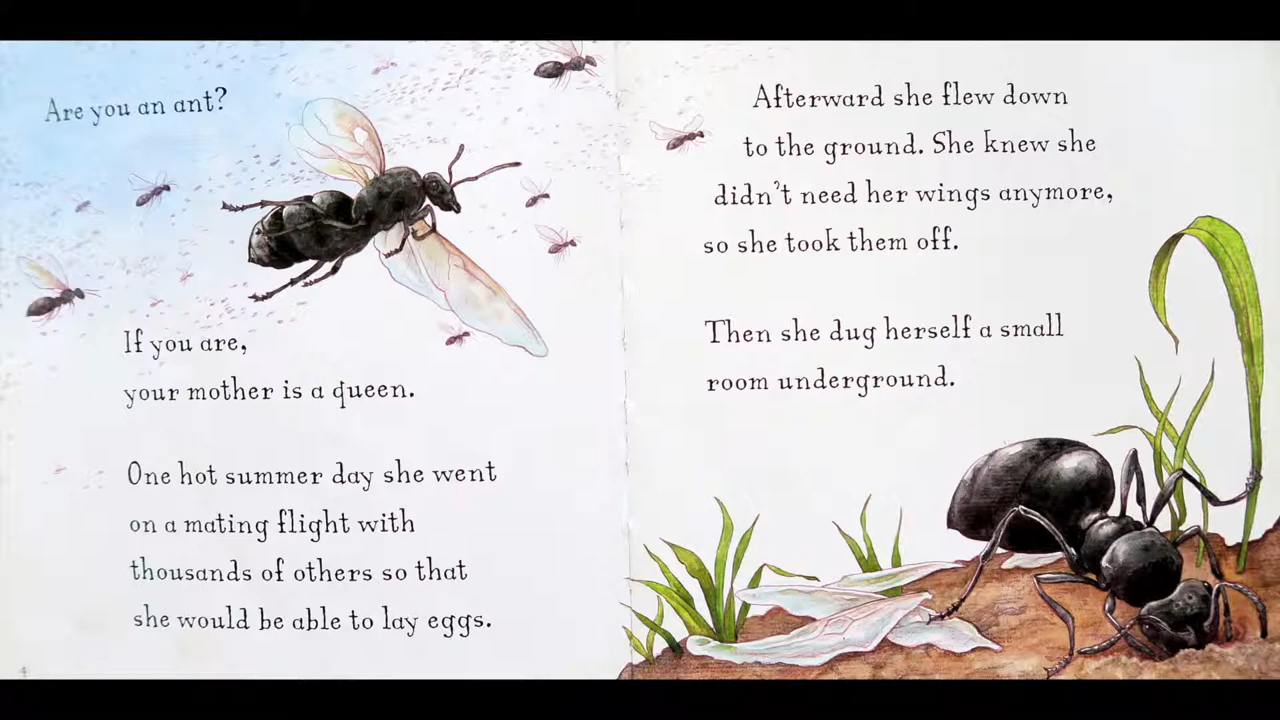 Are you an ant?
If you are,
your mother is a queen.
One hot summer day she went
on a mating flight with
thousands of others so that
she would be able to lay eggs.
4
Afterward she flew down
to the ground. She knew she
didn't need her wings anymore,
so she took them off.
Then she dug herself a small
room underground.